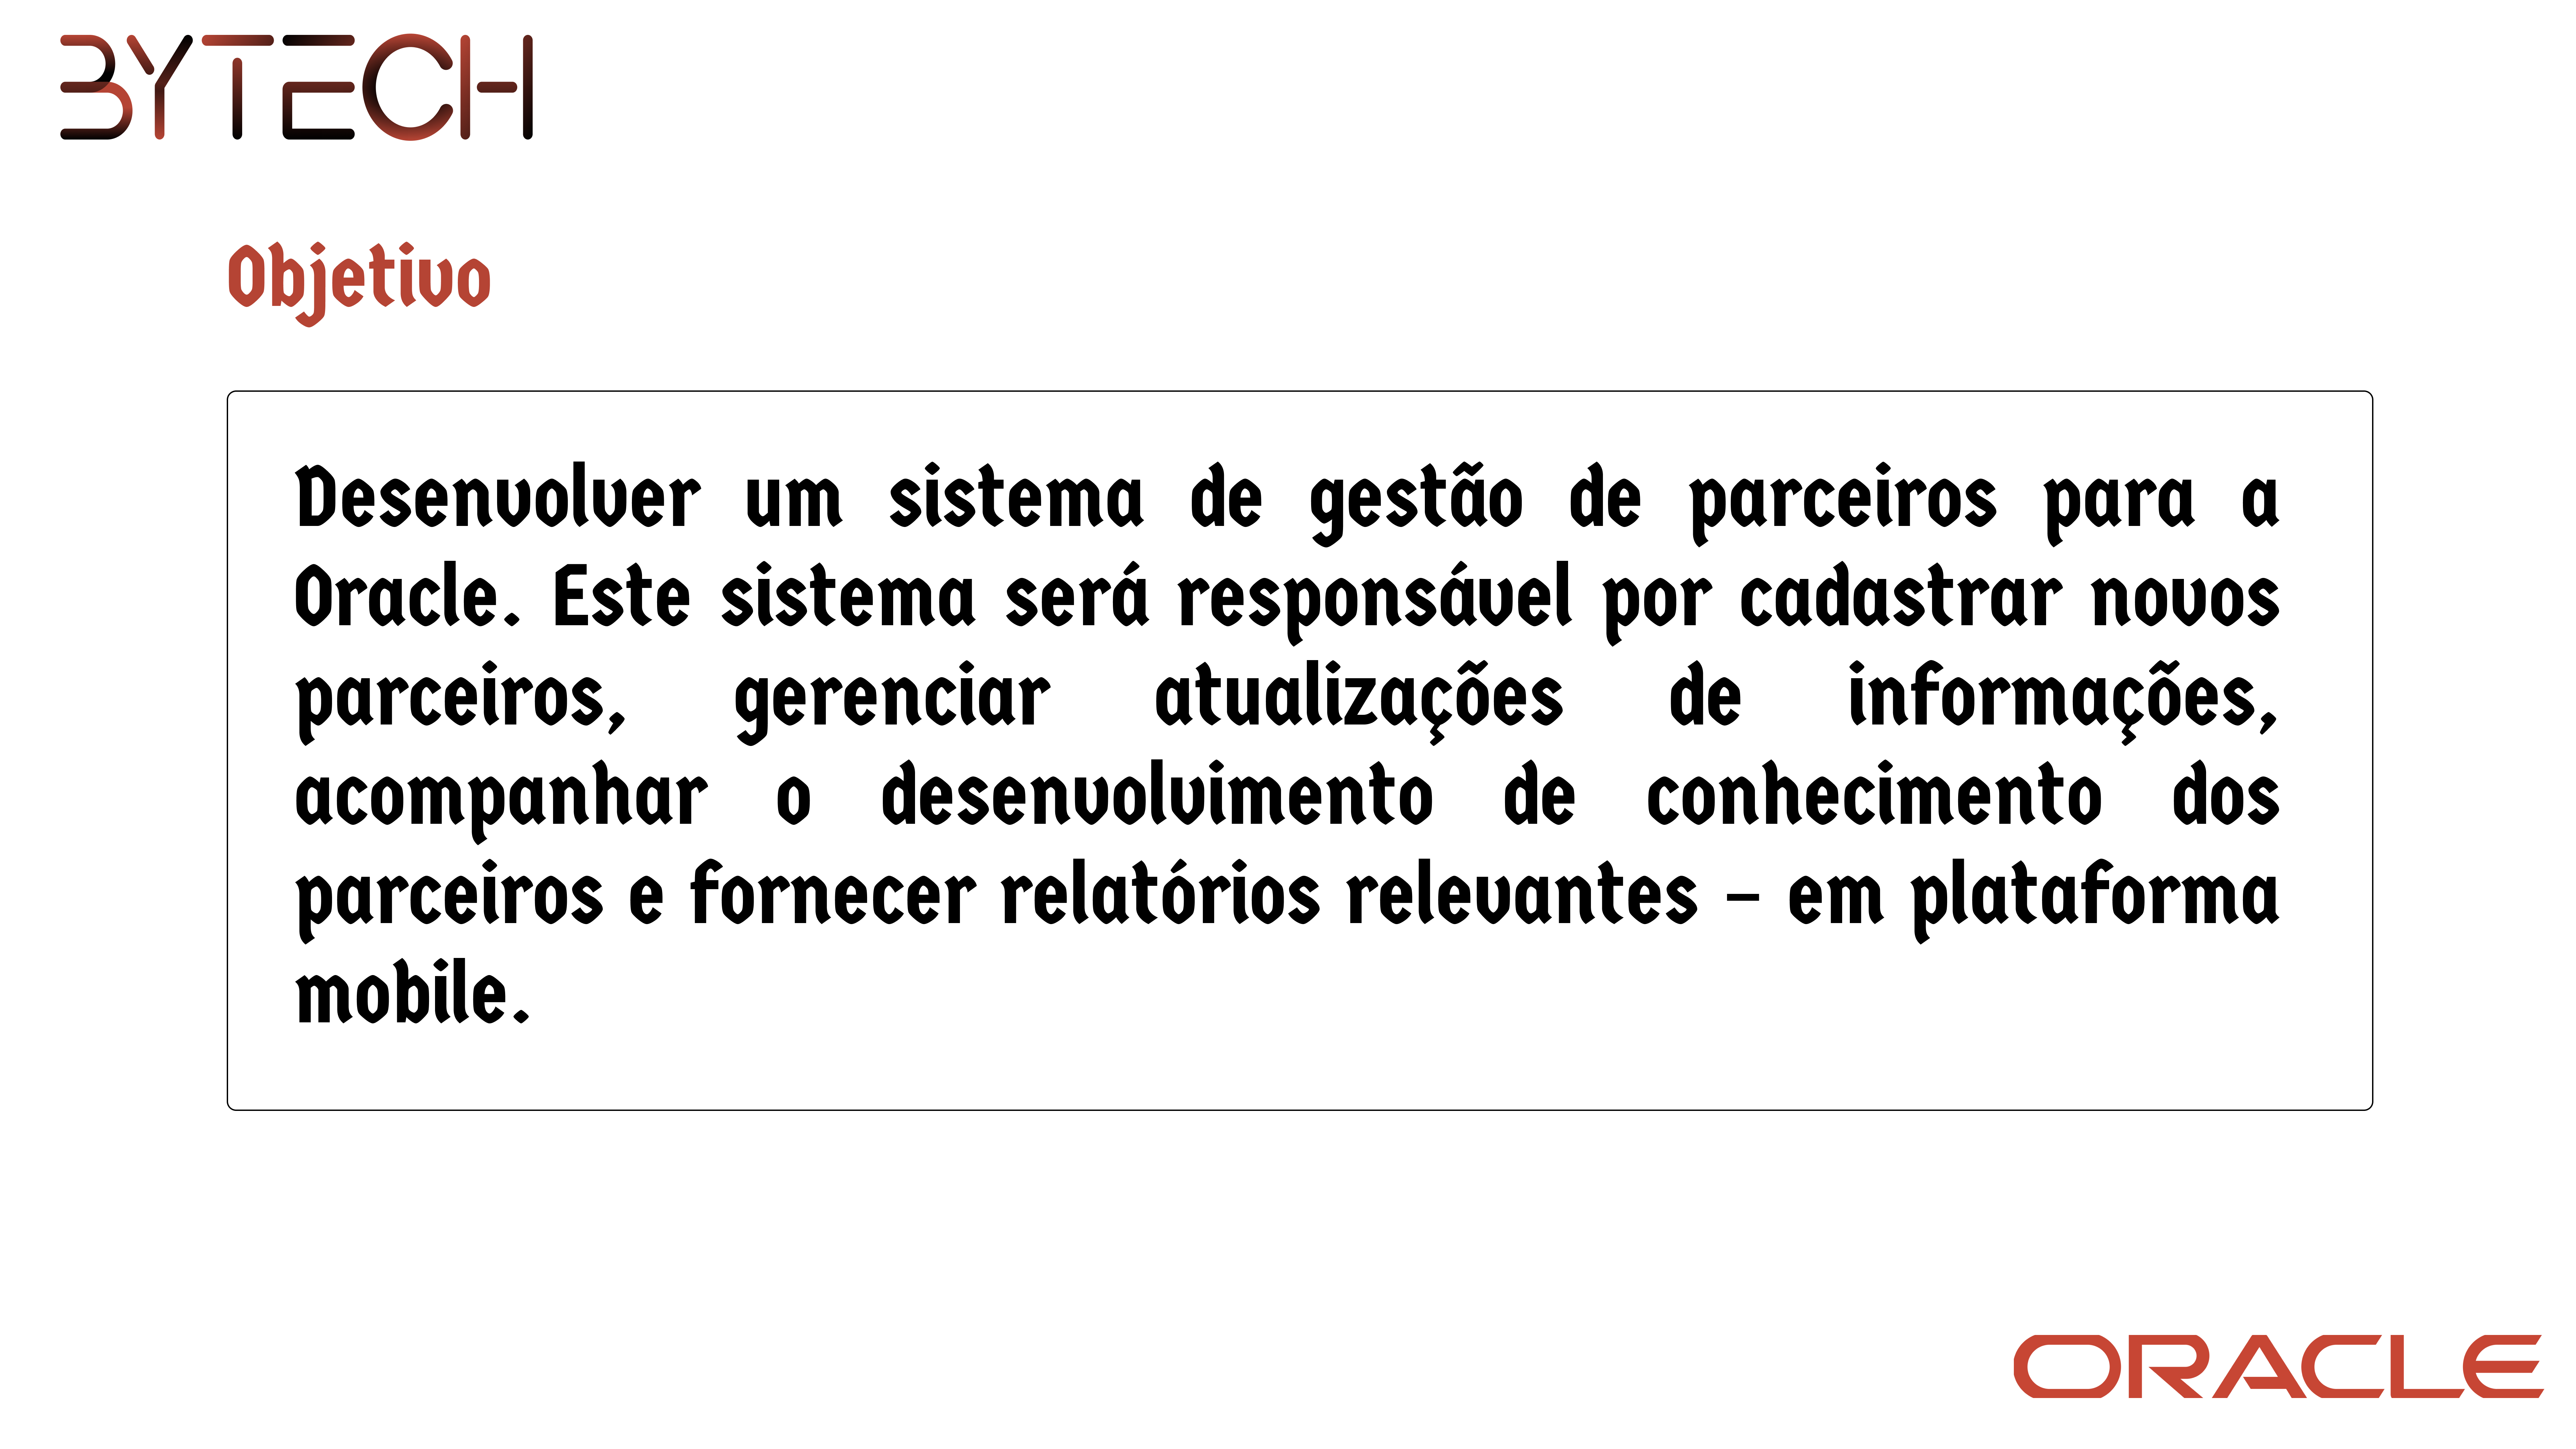 BYTECH
Objetivo
Desenvolver um sistema de gestão de parceiros para a
Oracle. Este sistema será responsável por cadastrar novos
parceiros, gerenciar atualizações de informações,
acompanhar o desenvolvimento de conhecimento dos
parceiros e fornecer relatórios relevantes – em plataforma
mobile.
ORACLE